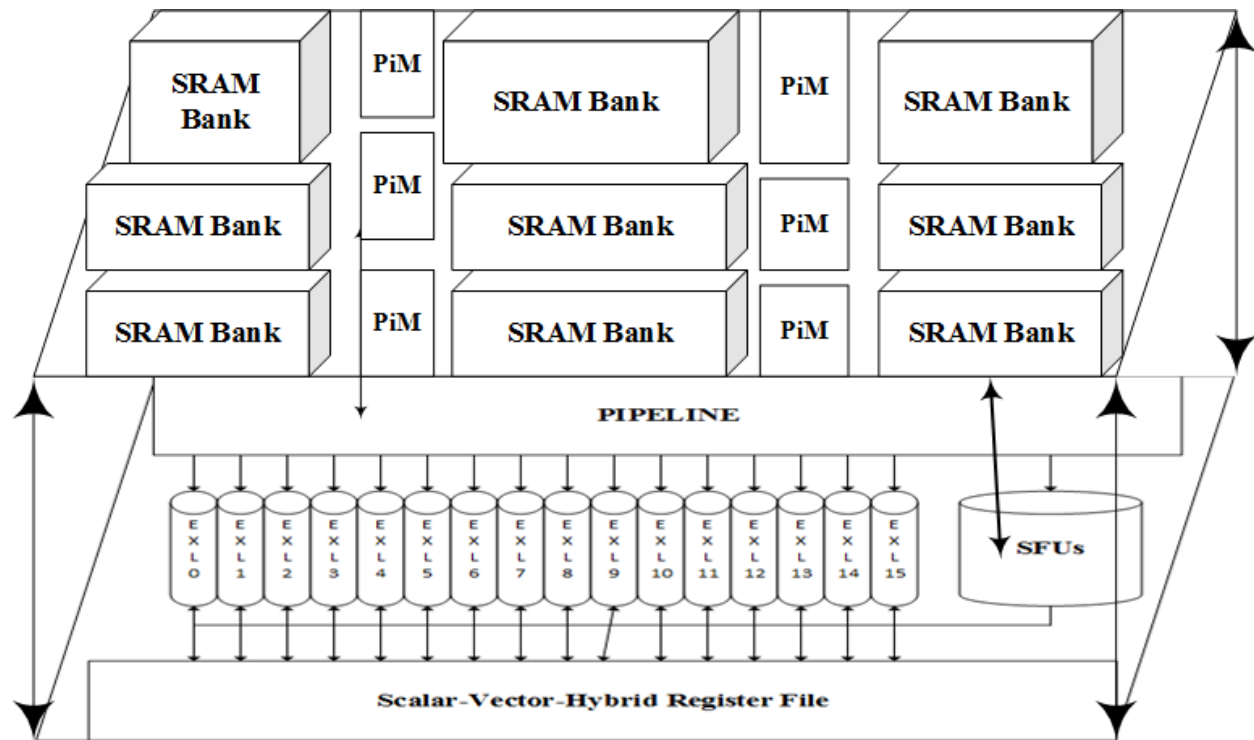 SRAM
Bank
PiM
SRAM Bank
PiM
SRAM Bank
PiM
SRAM Bank
SRAM Bank
PiM
SRAM Bank
SRAM Bank
PiM
SRAM Bank
PiM
SRAM Bank
PIPELINE
EXL0
EXL1
EXL2
EXL3
EXL4
EXL5
EXL6
EXL7
EXL8
EXL9
EXL10
EXL11
EXL12
EXL13
EXL14
EXL15
SFUs
Scalar-Vector-Hybrid Register File